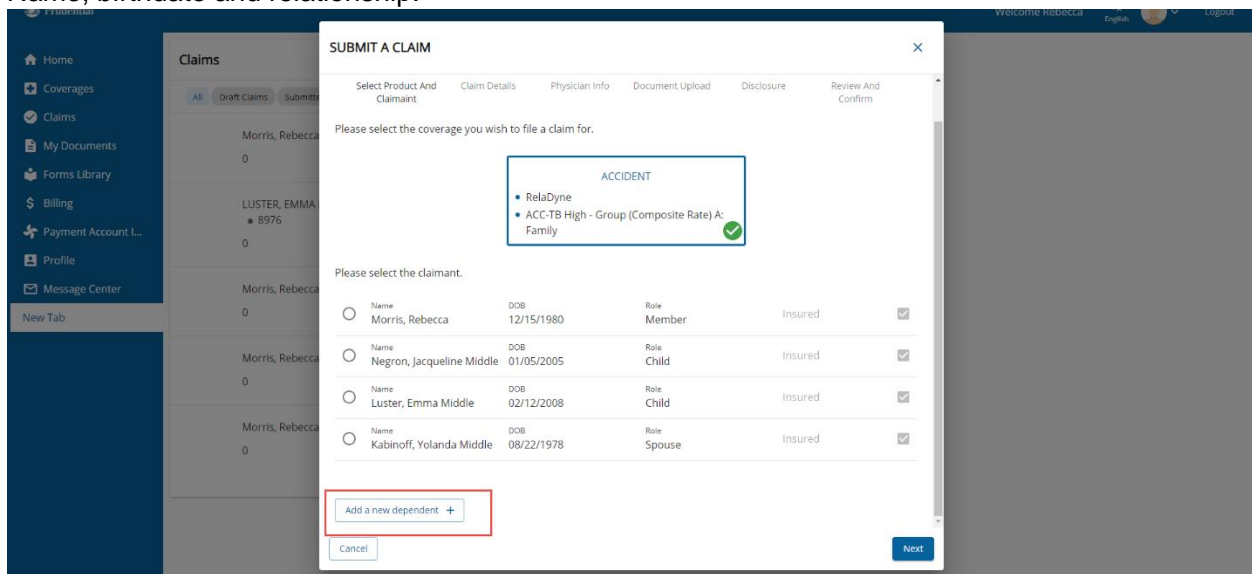 Name, birthdate and relationship.
Prudential
Welcome Rebecca
English
Logout
Home
Coverages
Claims
My Documents
Forms Library
$ Billing
Payment Account I...
Profile
Message Center
New Tab
Claims
All Draft Claims Submitte
Morris, Rebecca
0
LUSTER, EMMA
• 8976
0
Morris, Rebecca
0
Morris, Rebecca
0
Morris, Rebecca
0
SUBMIT A CLAIM
Select Product And
Claimaint
Claim Details
Physician Info
Document Upload
Disclosure
Review And
Confirm
Please select the coverage you wish to file a claim for.
ACCIDENT
• RelaDyne
• ACC-TB High - Group (Composite Rate) A:
Family
Please select the claimant.
Name DOB Role
Morris, Rebecca 12/15/1980 Member Insured
Name DOB Role
Negron, Jacqueline Middle 01/05/2005 Child Insured
Name DOB Role
Luster, Emma Middle 02/12/2008 Child Insured
Name DOB Role
Kabinoff, Yolanda Middle 08/22/1978 Spouse Insured
Add a new dependent +
Cancel
Next